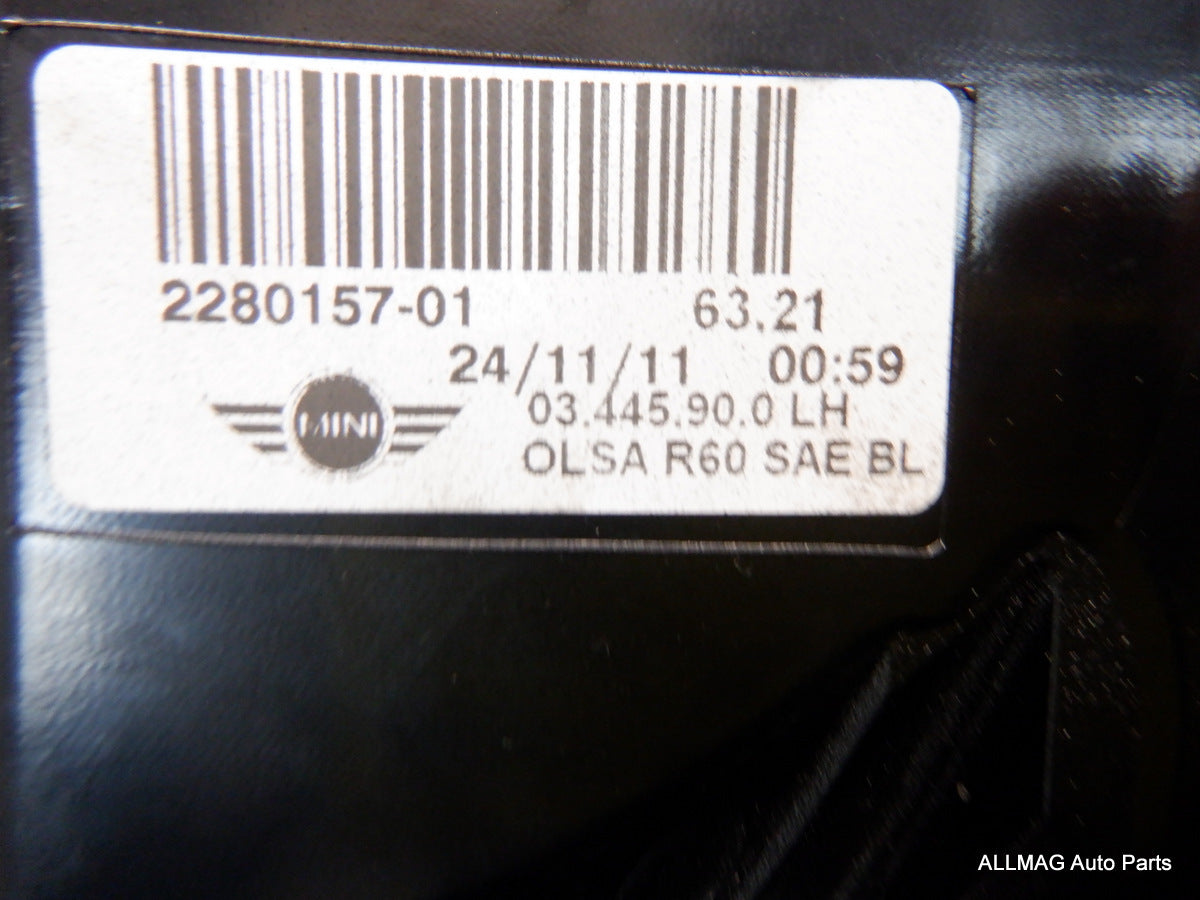 2280157-01 63.21
24/11/11 00:59
MINI 03.445.90.0 LH
OLSA R60 SAE BL
ALLMAG Auto Parts